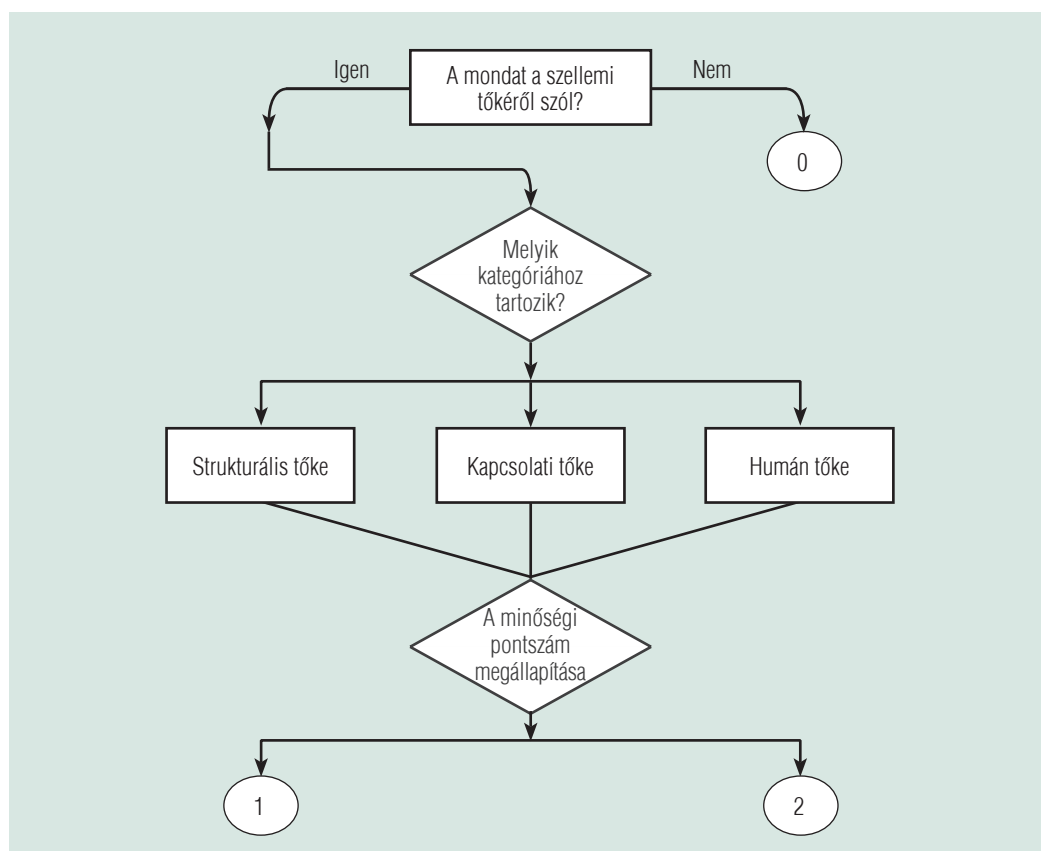 Igen
A mondat a szellemi
tőkéről szól?
Nem
0
Melyik
kategóriához
tartozik?
Strukturális tőke
Kapcsolati tőke
Humán tőke
A minőségi
pontszám
megállapítása
1
2